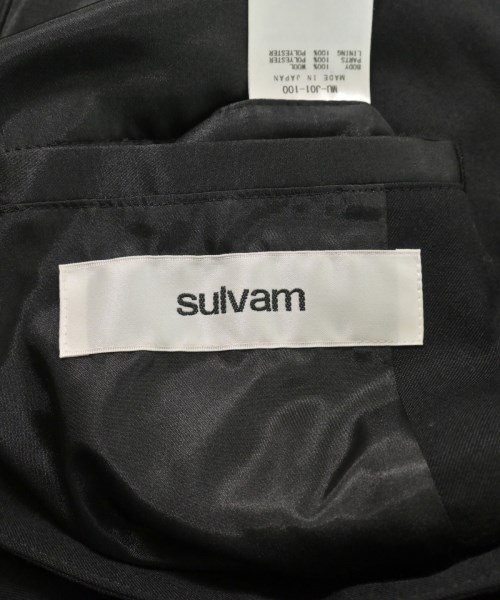 MU-J01-100
MADE IN JAPAN
BODY 100% WOOL
PARTS 100% POLYESTER
LINING 100% POLYESTER
sulvam